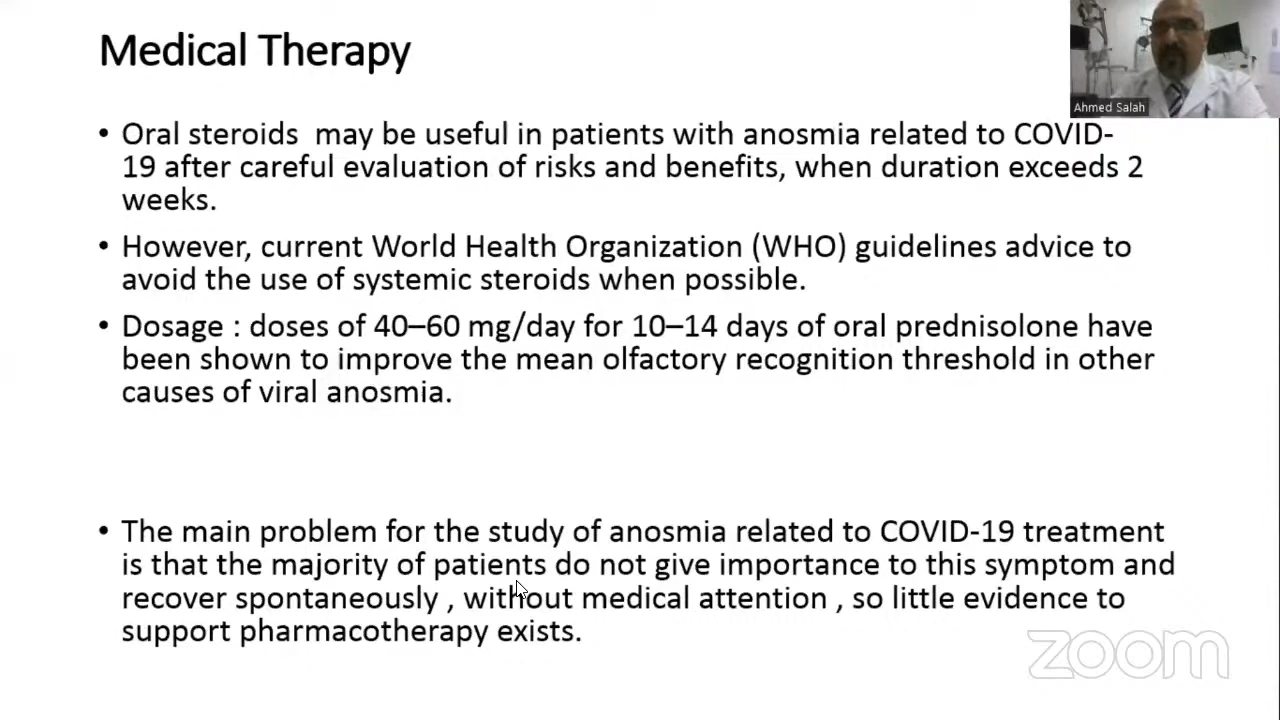 Medical Therapy
Ahmed Salah
• Oral steroids may be useful in patients with anosmia related to COVID-
19 after careful evaluation of risks and benefits, when duration exceeds 2
weeks.
• However, current World Health Organization (WHO) guidelines advice to
avoid the use of systemic steroids when possible.
• Dosage : doses of 40–60 mg/day for 10–14 days of oral prednisolone have
been shown to improve the mean olfactory recognition threshold in other
causes of viral anosmia.
• The main problem for the study of anosmia related to COVID-19 treatment
is that the majority of patients do not give importance to this symptom and
recover spontaneously , without medical attention , so little evidence to
support pharmacotherapy exists.
zoom